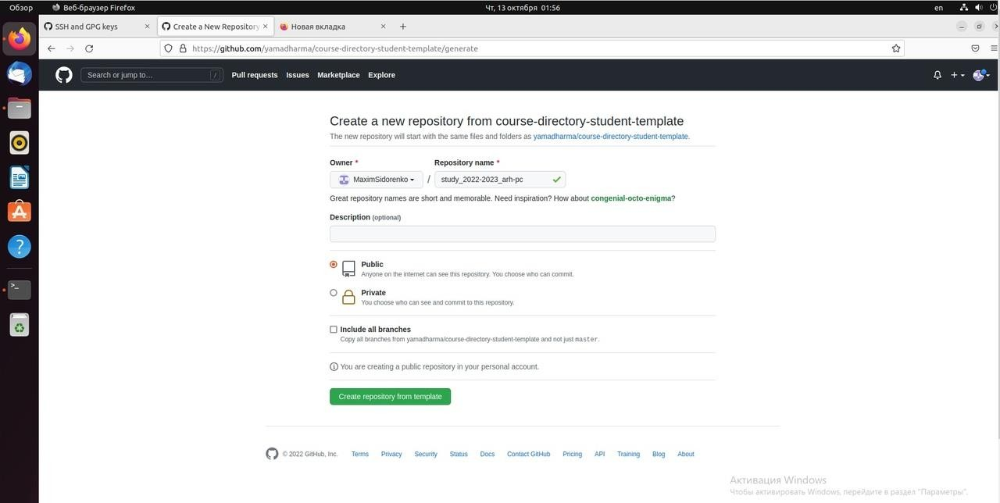 Обзор Веб-браузер Firefox Чт, 13 октября 01:56 en
SSH and GPG keys Create a New Repository Новая вкладка
https://github.com/yamadharma/course-directory-student-template/generate
Search or jump to… / Pull requests Issues Marketplace Explore
Create a new repository from course-directory-student-template
The new repository will start with the same files and folders as yamadharma/course-directory-student-template.
Owner * Repository name *
MaximSidorenko / study_2022-2023_arh-pc
Great repository names are short and memorable. Need inspiration? How about congenial-octo-enigma?
Description (optional)
Public
Anyone on the internet can see this repository. You choose who can commit.
Private
You choose who can see and commit to this repository.
Include all branches
Copy all branches from yamadharma/course-directory-student-template and not just master.
You are creating a public repository in your personal account.
Create repository from template
© 2022 GitHub, Inc. Terms Privacy Security Status Docs Contact GitHub Pricing API Training Blog About
Активация Windows
Чтобы активировать Windows, перейдите в раздел "Параметры".